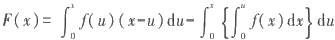 F(x) = ∫₀ˣ f(u)(x−u)du − ∫₀ˣ {∫₀ᵘ f(x)dx} du